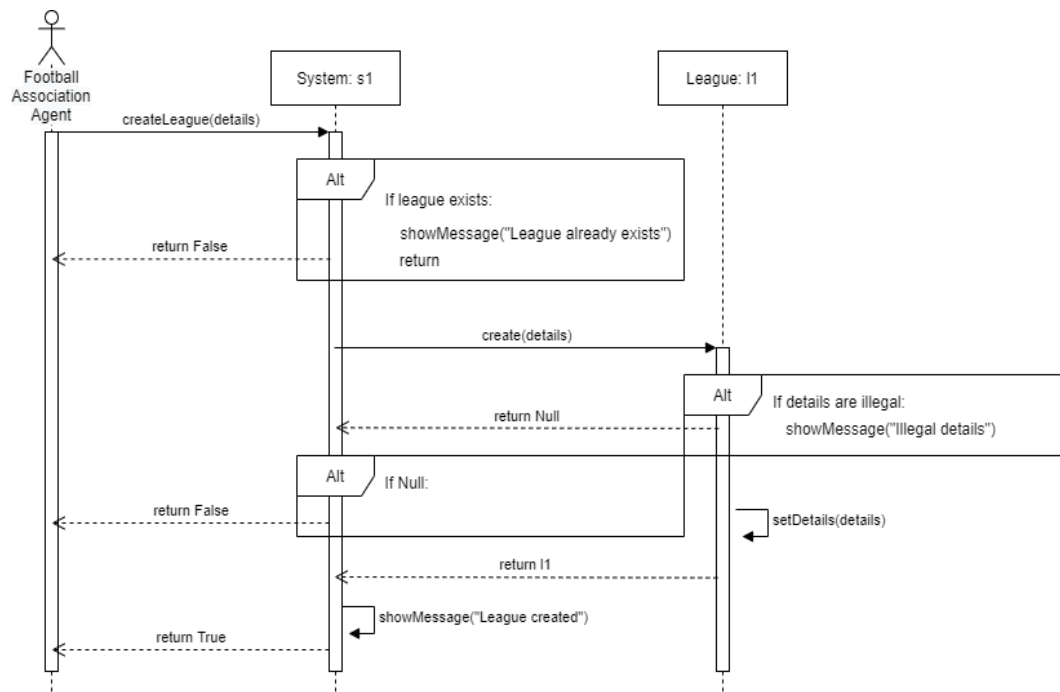 Football
Association
Agent
System: s1
League: l1
createLeague(details)
Alt
If league exists:
showMessage("League already exists")
return False
return
create(details)
Alt
If details are illegal:
return Null
showMessage("Illegal details")
Alt
If Null:
return False
setDetails(details)
return l1
showMessage("League created")
return True